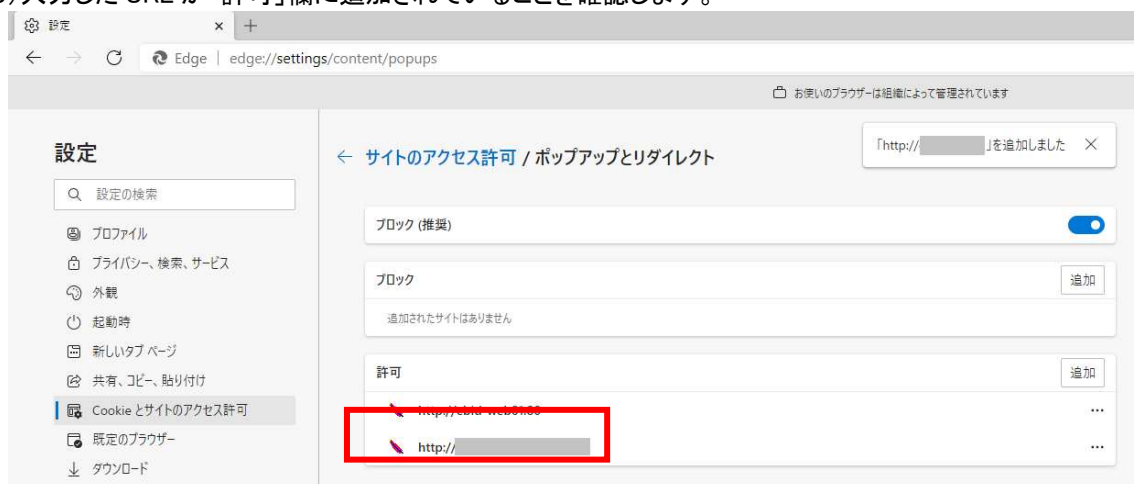 入力した URL が「許可」欄に追加されていることを確認します。
設定
Edge | edge://settings/content/popups
お使いのブラウザーは組織によって管理されています
設定
サイトのアクセス許可 / ポップアップとリダイレクト
「http:// 」を追加しました
設定の検索
ブロック (推奨)
プロファイル
プライバシー、検索、サービス
外観
起動時
新しいタブ ページ
共有、コピー、貼り付け
Cookie とサイトのアクセス許可
既定のブラウザー
ダウンロード
ブロック
追加
追加されたサイトはありません
許可
追加
http://